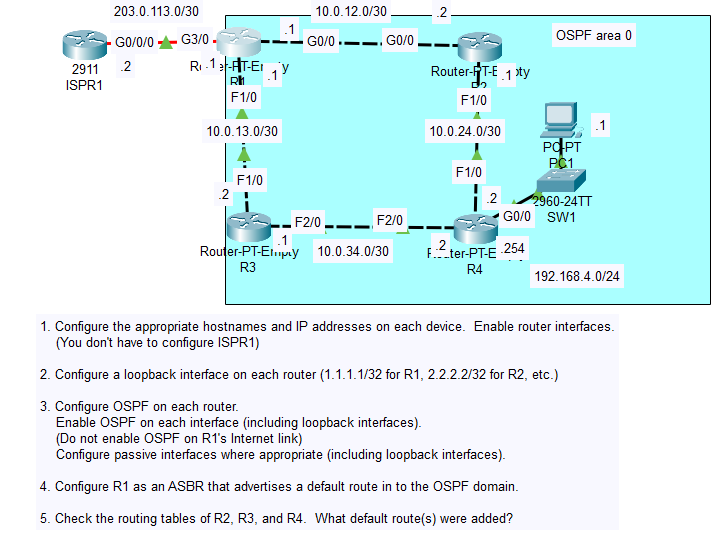 203.0.113.0/30
10.0.12.0/30
.2
OSPF area 0
.1
G0/0/0
G3/0
G0/0
G0/0
2911
ISPR1
.2
.1
R1
.1
Router-PT-Empty
R2
.1
F1/0
F1/0
10.0.13.0/30
10.0.24.0/30
.1
PC-PT
PC1
F1/0
F1/0
.2
.2
2960-24TT
SW1
G0/0
F2/0
F2/0
Router-PT-Empty
R3
.1
10.0.34.0/30
.2
R4
.254
192.168.4.0/24
1. Configure the appropriate hostnames and IP addresses on each device. Enable router interfaces.
(You don't have to configure ISPR1)
2. Configure a loopback interface on each router (1.1.1.1/32 for R1, 2.2.2.2/32 for R2, etc.)
3. Configure OSPF on each router.
Enable OSPF on each interface (including loopback interfaces).
(Do not enable OSPF on R1's Internet link)
Configure passive interfaces where appropriate (including loopback interfaces).
4. Configure R1 as an ASBR that advertises a default route in to the OSPF domain.
5. Check the routing tables of R2, R3, and R4. What default route(s) were added?